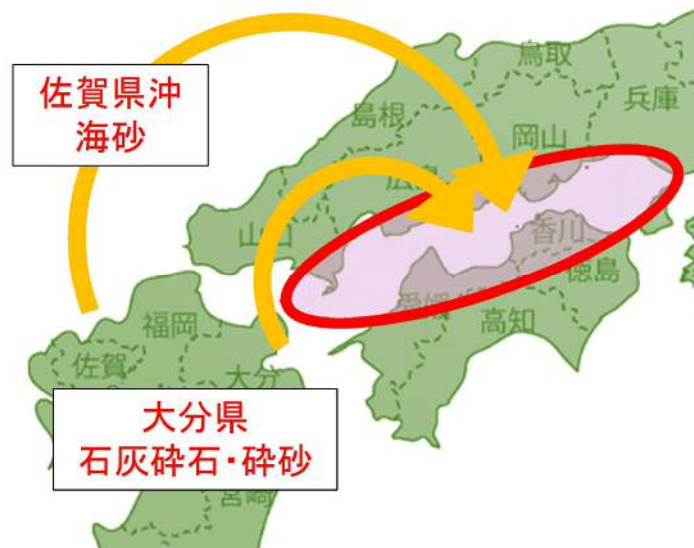 佐賀県沖
海砂
鳥取
兵庫
島根
岡山
広島
山口
香川
徳島
愛媛
高知
福岡
佐賀
大分
大分県
石灰砕石・砕砂
宮崎